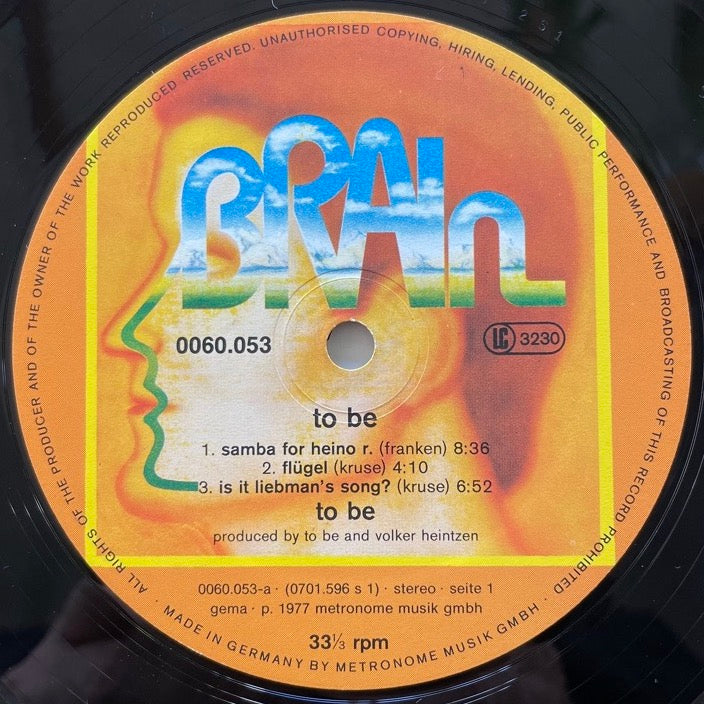 ALL RIGHTS OF THE PRODUCER AND OF THE OWNER OF THE WORK REPRODUCED RESERVED. UNAUTHORISED COPYING, HIRING, LENDING, PUBLIC PERFORMANCE AND BROADCASTING OF THIS RECORD PROHIBITED
BRAIn
0060.053
LC 3230
to be
1. samba for heino r. (franken) 8:36
2. flügel (kruse) 4:10
3. is it liebman's song? (kruse) 6:52
to be
produced by to be and volker heintzen
0060.053-a · (0701.596 s 1) · stereo · seite 1
gema · p. 1977 metronome musik gmbh
33⅓ rpm
· MADE IN GERMANY BY METRONOME MUSIK GMBH ·